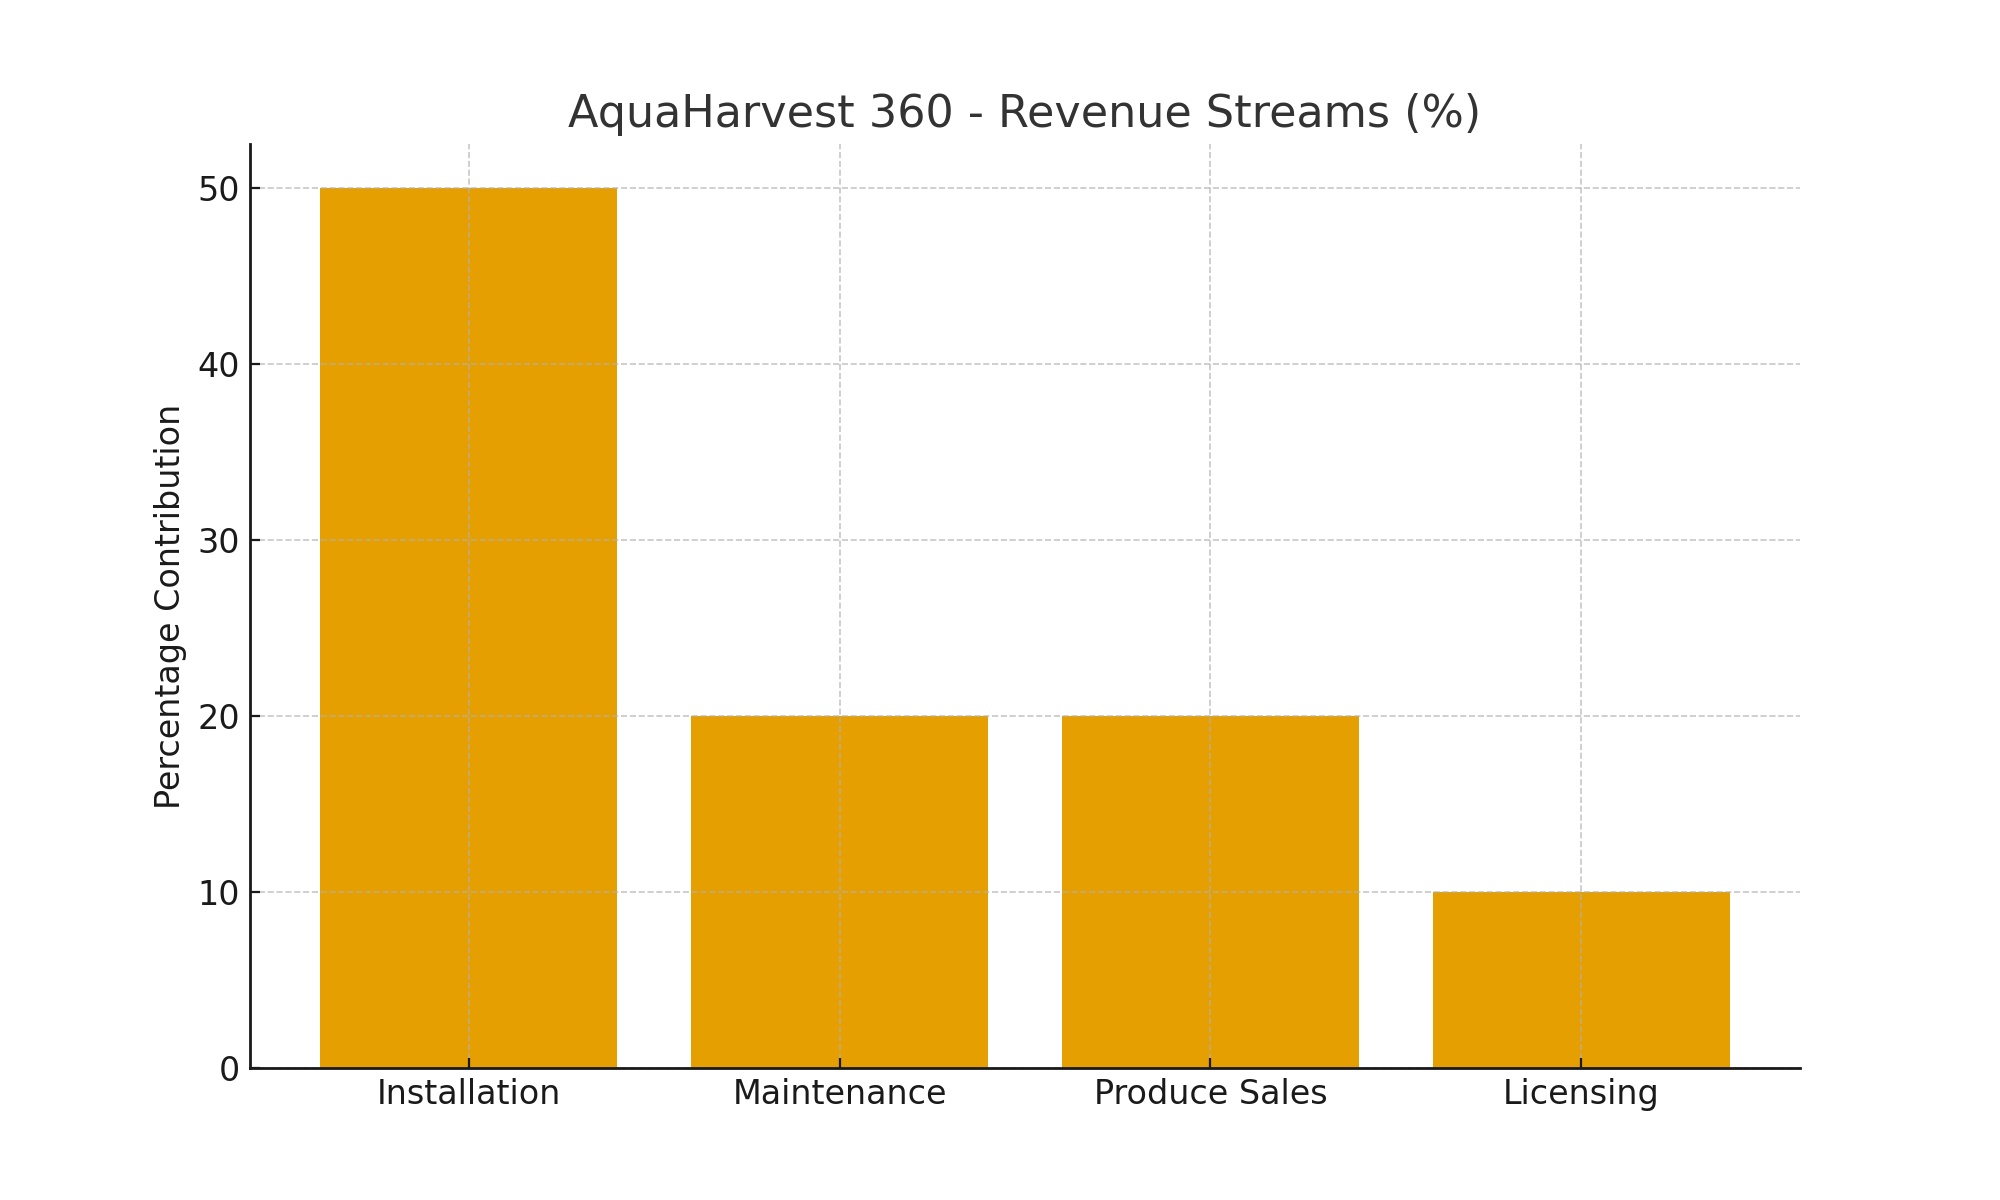 AquaHarvest 360 - Revenue Streams (%)
Percentage Contribution
50
40
30
20
10
0
Installation Maintenance Produce Sales Licensing